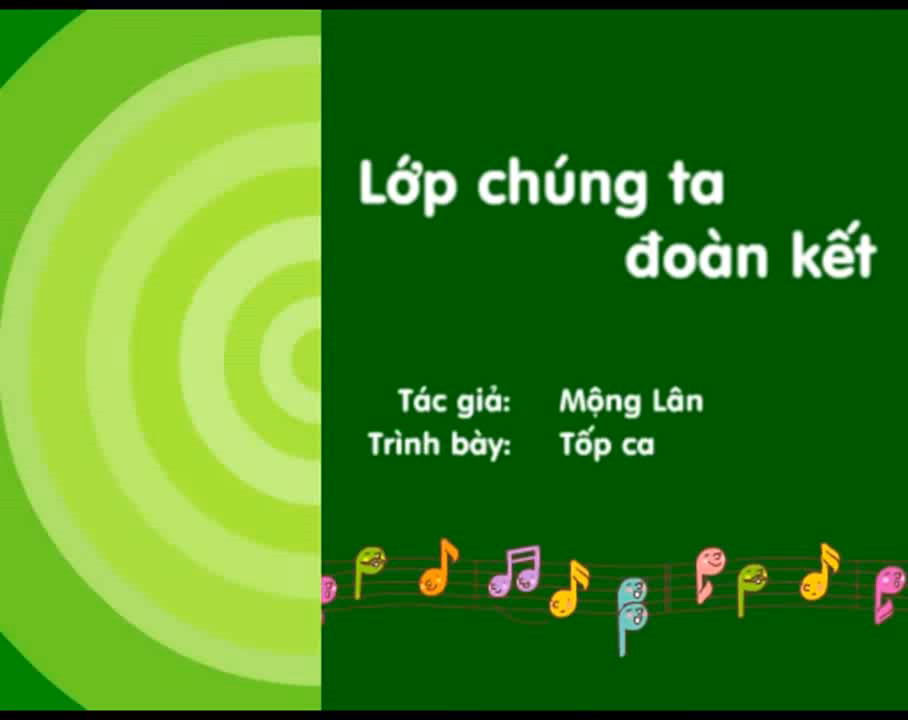 Lớp chúng ta
đoàn kết
Tác giả: Mộng Lân
Trình bày: Tốp ca